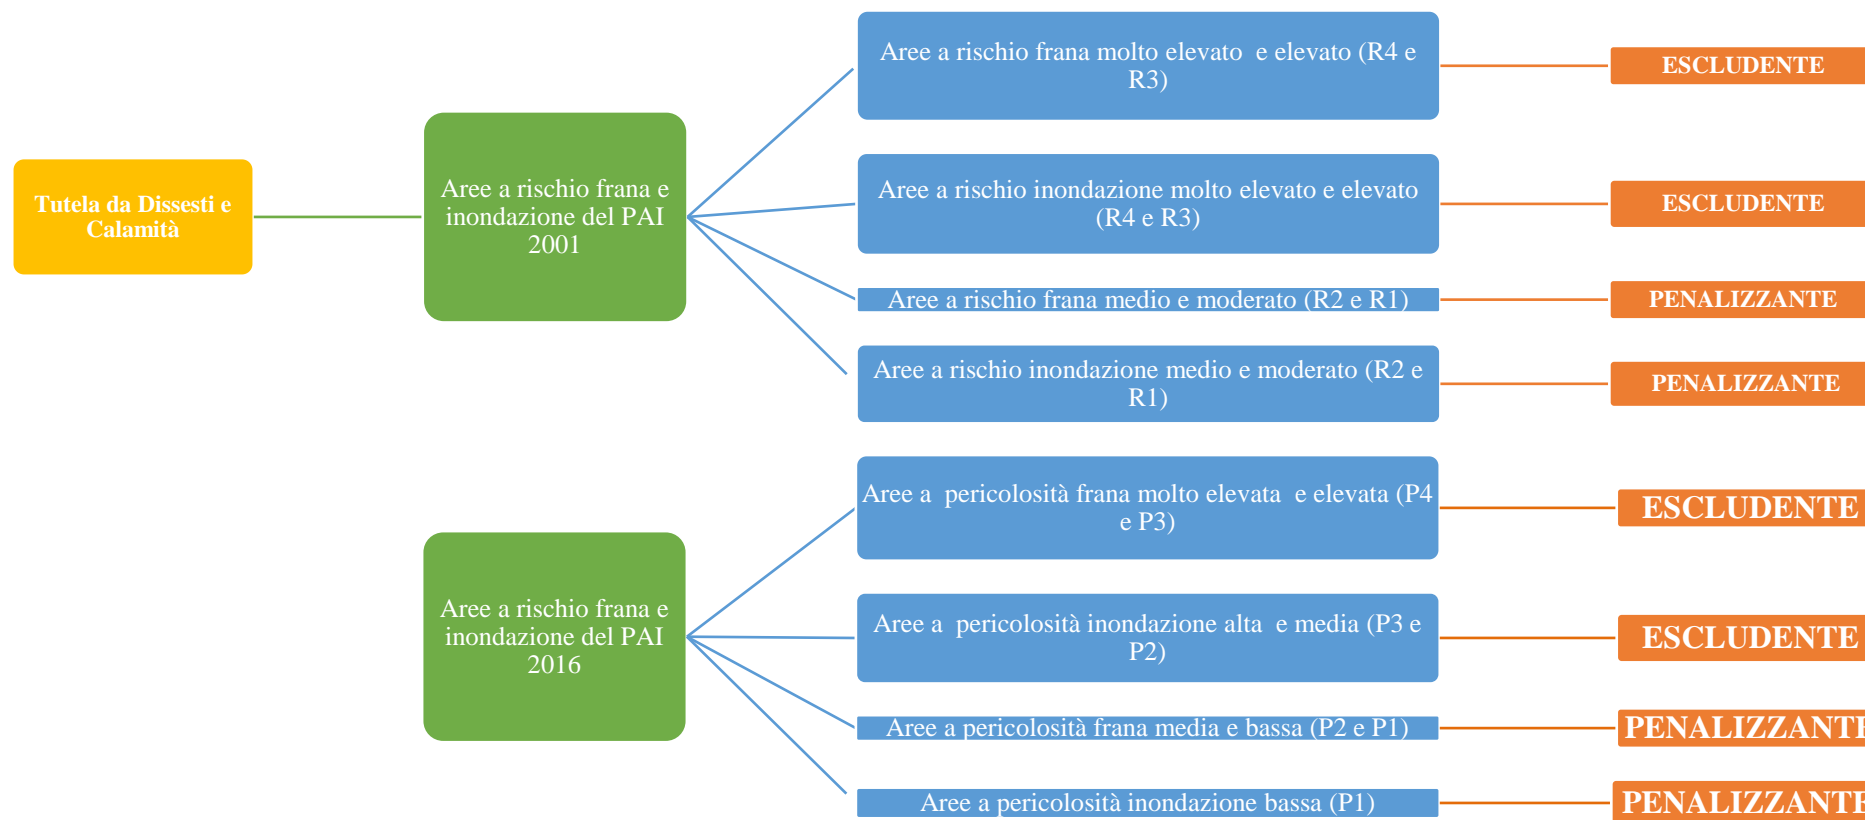 Tutela da Dissesti e
Calamità
Aree a rischio frana e
inondazione del PAI
2001
Aree a rischio frana molto elevato  e elevato (R4 e
R3)
ESCLUDENTE
Aree a rischio inondazione molto elevato e elevato
(R4 e R3)
ESCLUDENTE
Aree a rischio frana medio e moderato (R2 e R1)
PENALIZZANTE
Aree a rischio inondazione medio e moderato (R2 e
R1)
PENALIZZANTE
Aree a rischio frana e
inondazione del PAI
2016
Aree a  pericolosità frana molto elevata  e elevata (P4
e P3)
ESCLUDENTE
Aree a  pericolosità inondazione alta  e media (P3 e
P2)
ESCLUDENTE
Aree a pericolosità frana media e bassa (P2 e P1)
PENALIZZANTE
Aree a pericolosità inondazione bassa (P1)
PENALIZZANTE